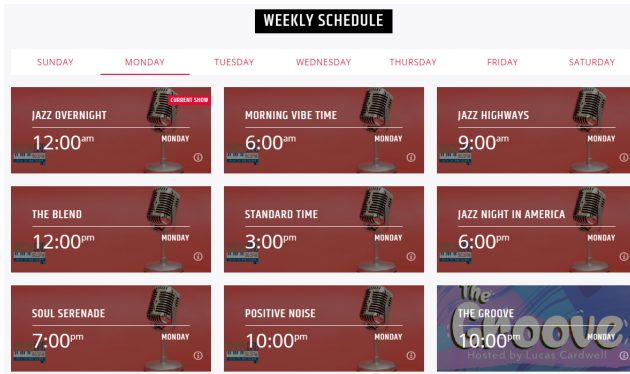 WEEKLY SCHEDULE
SUNDAY MONDAY TUESDAY WEDNESDAY THURSDAY FRIDAY SATURDAY
CURRENT SHOW
JAZZ OVERNIGHT
12:00am MONDAY
MORNING VIBE TIME
6:00am MONDAY
JAZZ HIGHWAYS
9:00am MONDAY
THE BLEND
12:00pm MONDAY
STANDARD TIME
3:00pm MONDAY
JAZZ NIGHT IN AMERICA
6:00pm MONDAY
SOUL SERENADE
7:00pm MONDAY
POSITIVE NOISE
10:00pm MONDAY
The
Groove
Hosted by Lucas Cardwell
THE GROOVE
10:00pm MONDAY